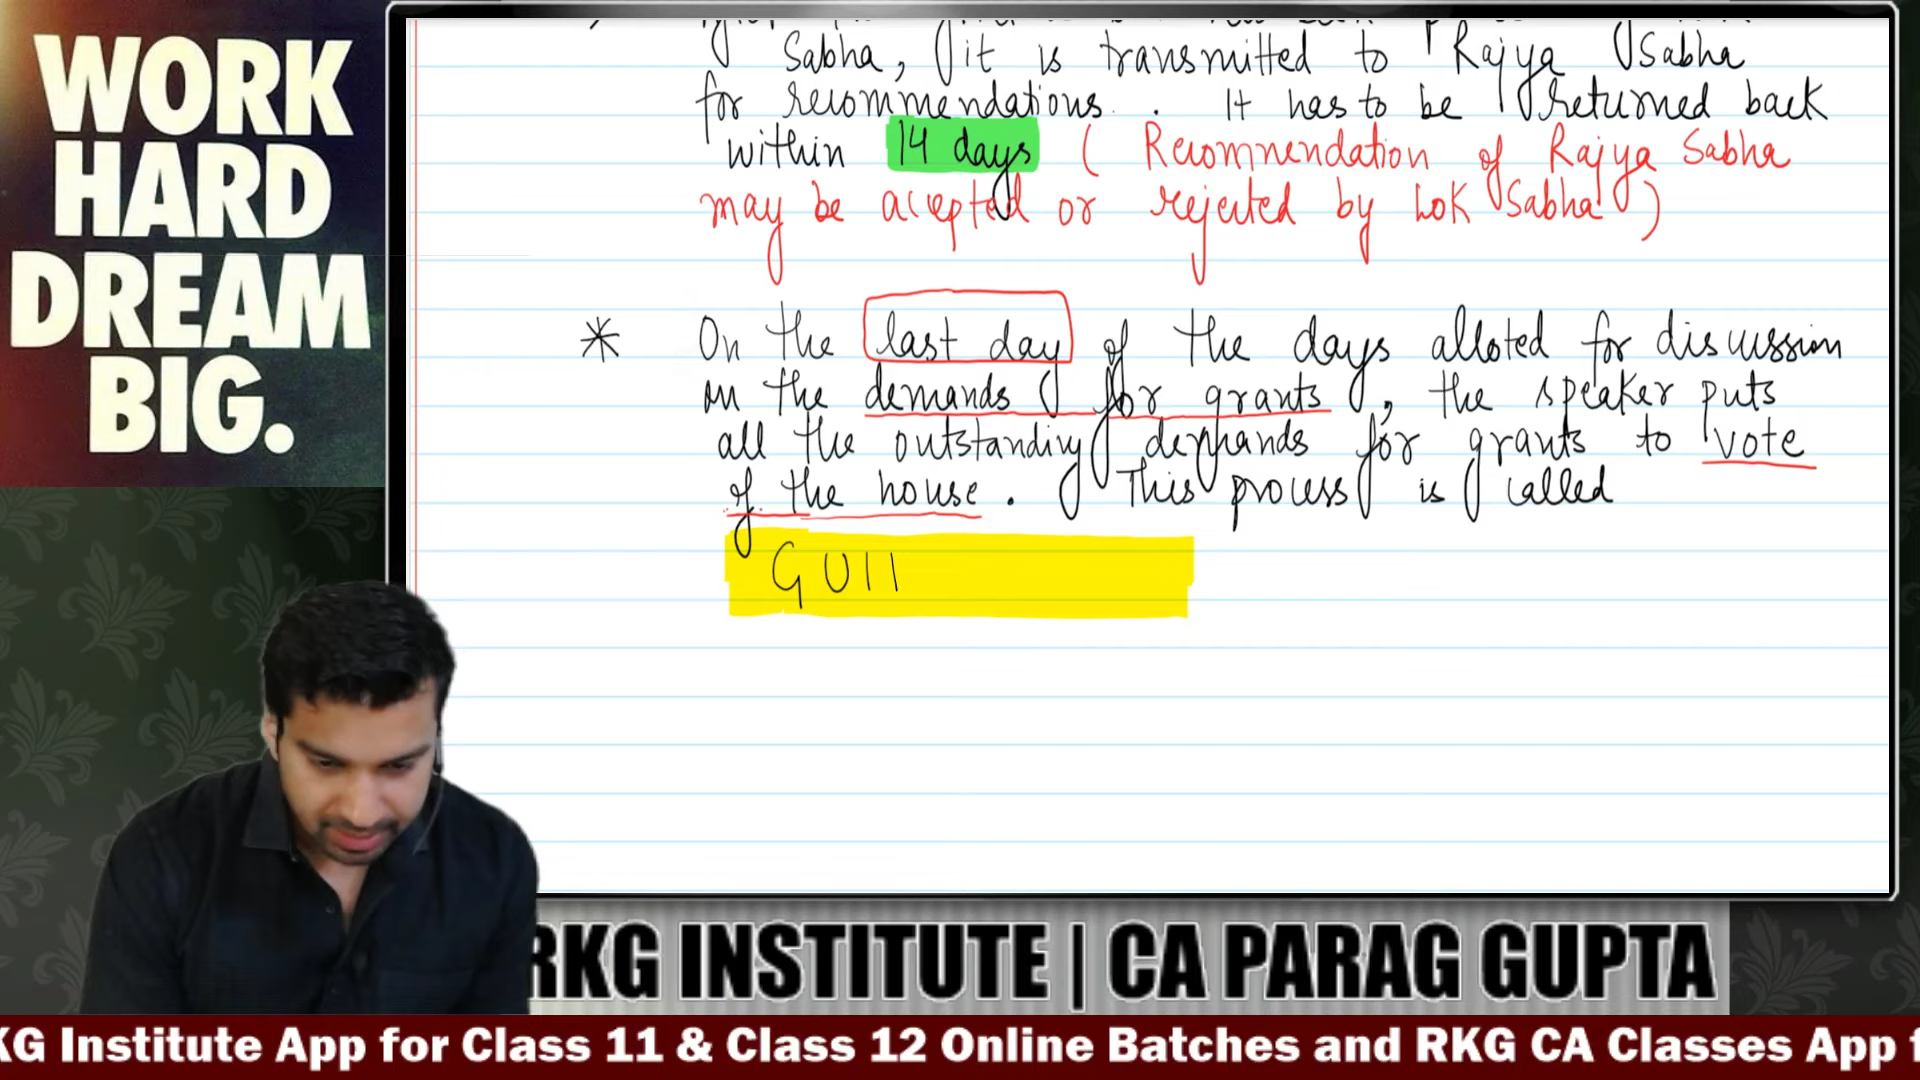 WORK
HARD
DREAM
BIG.
Sabha, it is transmitted to Rajya Sabha
for recommendations. It has to be returned back
within 14 days ( Recommendation of Rajya Sabha
may be accepted or rejected by Lok Sabha )
* On the last day of the days alloted for discussion
on the demands for grants, the speaker puts
all the outstanding demands for grants to vote
of the house. This process is called
GUII
RKG INSTITUTE | CA PARAG GUPTA
KG Institute App for Class 11 & Class 12 Online Batches and RKG CA Classes App f